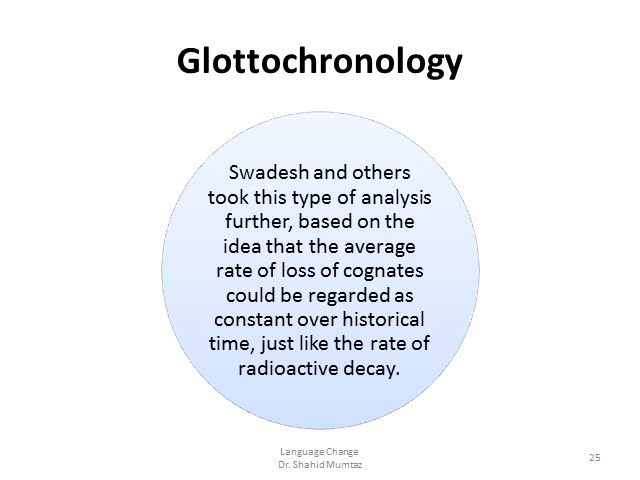 Glottochronology
Swadesh and others
took this type of analysis
further, based on the
idea that the average
rate of loss of cognates
could be regarded as
constant over historical
time, just like the rate of
radioactive decay.
Language Change
Dr. Shahid Mumtaz
25